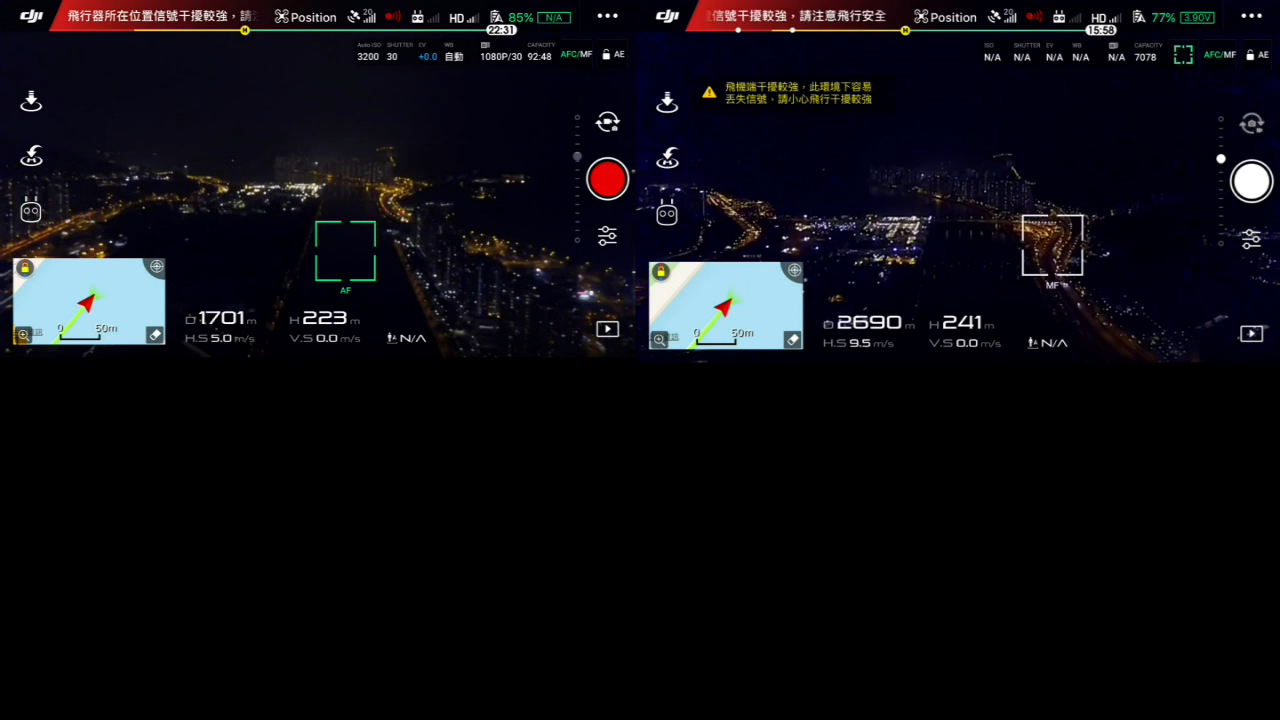 dji
飛行器所在位置信號干擾較強，請
Position
20
HD
85%
N/A
22:31
H
Auto ISO
3200
SHUTTER
30
EV
+0.0
WB
自動
1080P/30
CAPACITY
92:48
AFC/MF
AE
AF
0
50m
D 1701 m
H 223 m
H.S 5.0 m/s
V.S 0.0 m/s
N/A
dji
信號干擾較強，請注意飛行安全
Position
20
HD
77%
3.90V
15:58
H
ISO
N/A
SHUTTER
N/A
EV
N/A
WB
N/A
N/A
CAPACITY
7078
AFC/MF
AE
飛機端干擾較強，此環境下容易
丟失信號，請小心飛行干擾較強
MF
0
50m
2690 m
H 241 m
H.S 9.5 m/s
V.S 0.0 m/s
N/A